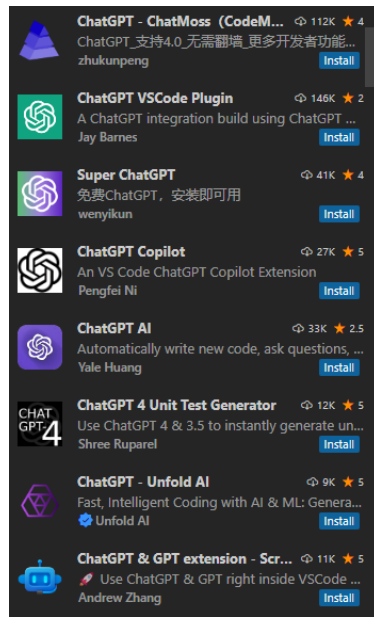 ChatGPT - ChatMoss（CodeM... 112K ★ 4
ChatGPT_支持4.0_无需翻墙_更多开发者功能...
zhukunpeng Install
ChatGPT VSCode Plugin 146K ★ 2
A ChatGPT integration build using ChatGPT ...
Jay Barnes Install
Super ChatGPT 41K ★ 4
免费ChatGPT，安装即可用
wenyikun Install
ChatGPT Copilot 27K ★ 5
An VS Code ChatGPT Copilot Extension
Pengfei Ni Install
ChatGPT AI 33K ★ 2.5
Automatically write new code, ask questions, ...
Yale Huang Install
CHAT
GPT-4
ChatGPT 4 Unit Test Generator 12K ★ 5
Use ChatGPT 4 & 3.5 to instantly generate un...
Shree Ruparel Install
ChatGPT - Unfold AI 9K ★ 5
Fast, Intelligent Coding with AI & ML: Genera...
Unfold AI Install
ChatGPT & GPT extension - Scr... 11K ★ 5
🚀 Use ChatGPT & GPT right inside VSCode ...
Andrew Zhang Install